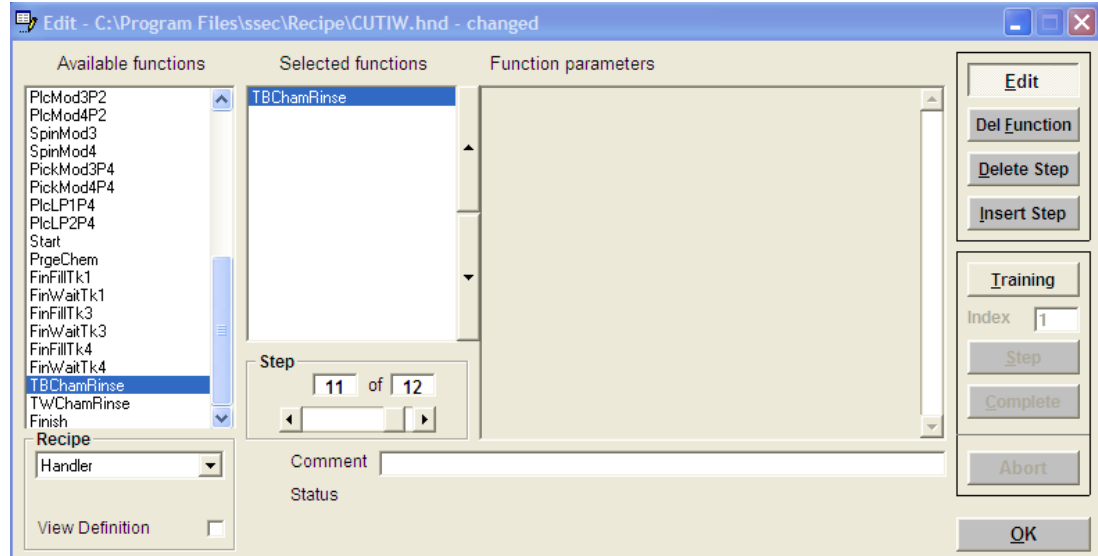 Edit - C:\Program Files\ssec\Recipe\CUTIW.hnd - changed
Available functions
Selected functions
Function parameters
PlcMod3P2
PlcMod4P2
SpinMod3
SpinMod4
PickMod3P4
PickMod4P4
PlcLP1P4
PlcLP2P4
Start
PrgeChem
FinFillTk1
FinWaitTk1
FinFillTk3
FinWaitTk3
FinFillTk4
FinWaitTk4
TBChamRinse
TWChamRinse
Finish
TBChamRinse
Step
11 of 12
Recipe
Handler
View Definition
Comment
Status
Edit
Del Function
Delete Step
Insert Step
Training
Index 1
Step
Complete
Abort
OK